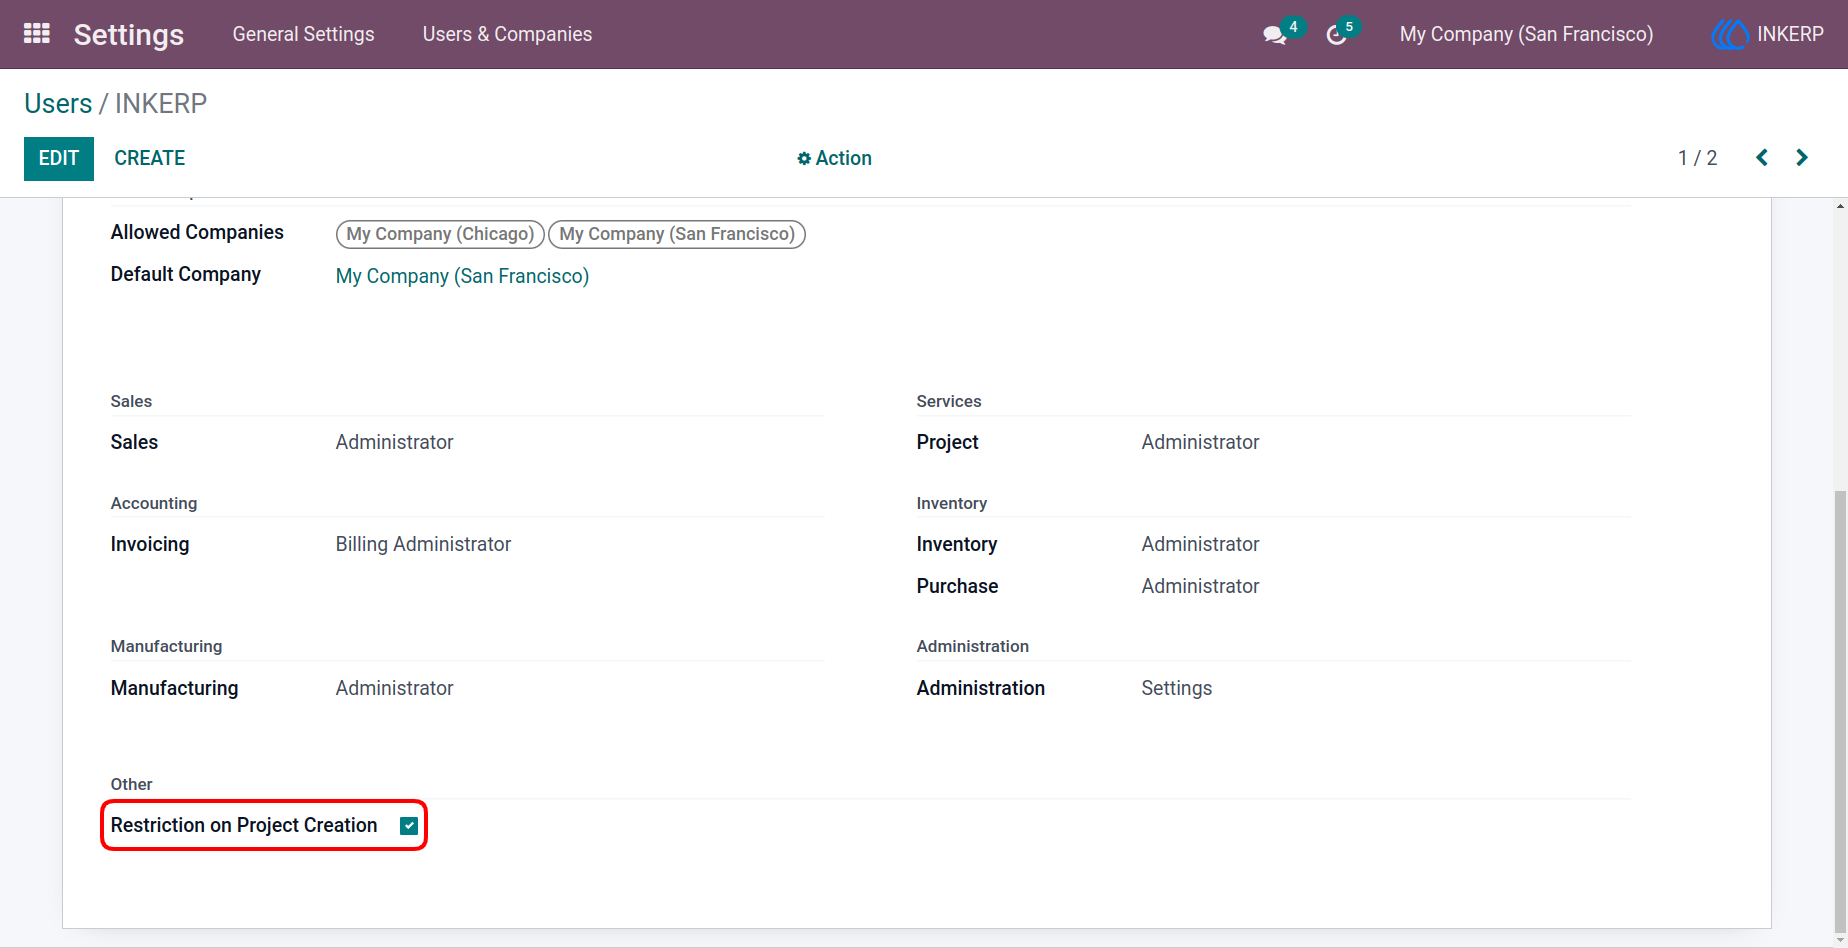 Settings General Settings Users & Companies 4 5 My Company (San Francisco) INKERP
Users / INKERP
EDIT CREATE Action 1 / 2
Allowed Companies My Company (Chicago) My Company (San Francisco)
Default Company My Company (San Francisco)
Sales Services
Sales Administrator Project Administrator
Accounting Inventory
Invoicing Billing Administrator Inventory Administrator
Purchase Administrator
Manufacturing Administration
Manufacturing Administrator Administration Settings
Other
Restriction on Project Creation